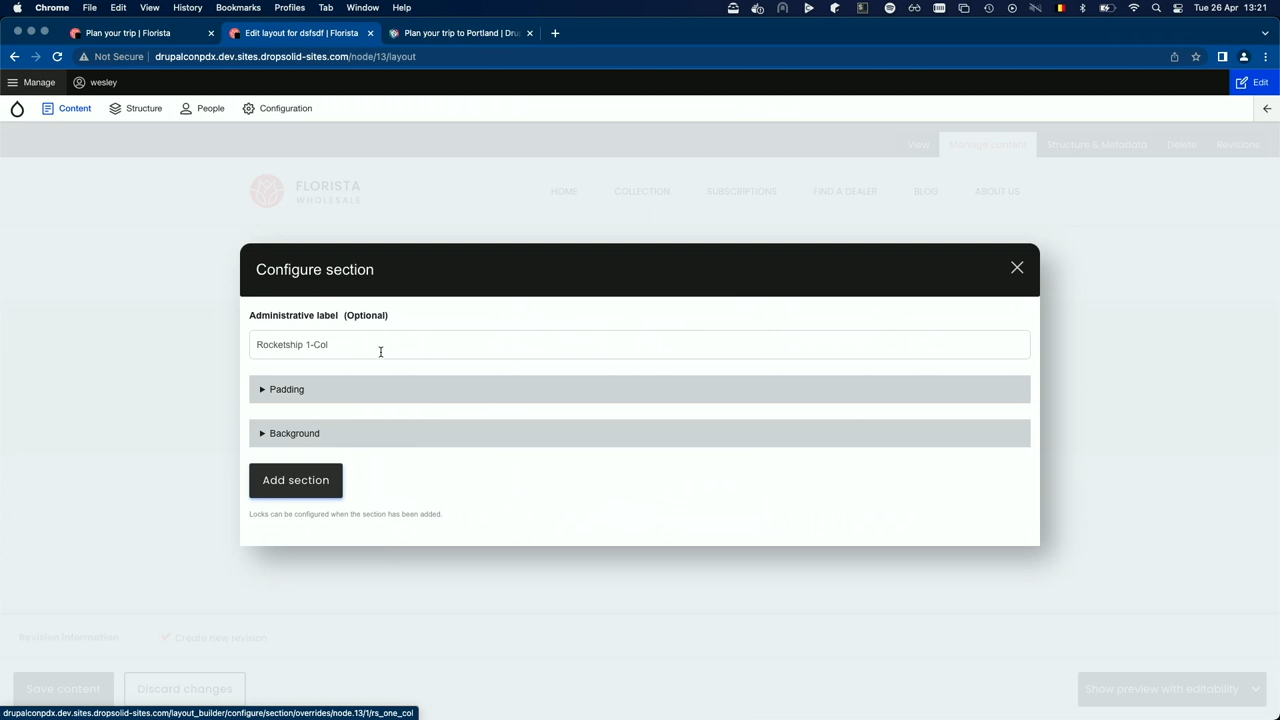 Chrome File Edit View History Bookmarks Profiles Tab Window Help Tue 26 Apr 13:21
Plan your trip | Florista Edit layout for dsfsdf | Florista Plan your trip to Portland | Dru
Not Secure drupalconpdx.dev.sites.dropsolid-sites.com/node/13/layout
Manage wesley Edit
Content Structure People Configuration
View Manage content Structure & Metadata Delete Revisions
FLORISTA
WHOLESALE
HOME COLLECTION SUBSCRIPTIONS FIND A DEALER BLOG ABOUT US
Configure section
Administrative label (Optional)
Rocketship 1-Col
Padding
Background
Add section
Locks can be configured when the section has been added.
Revision information Create new revision
Save content Discard changes Show preview with editability
drupalconpdx.dev.sites.dropsolid-sites.com/layout_builder/configure/section/overrides/node.13/1/rs_one_col